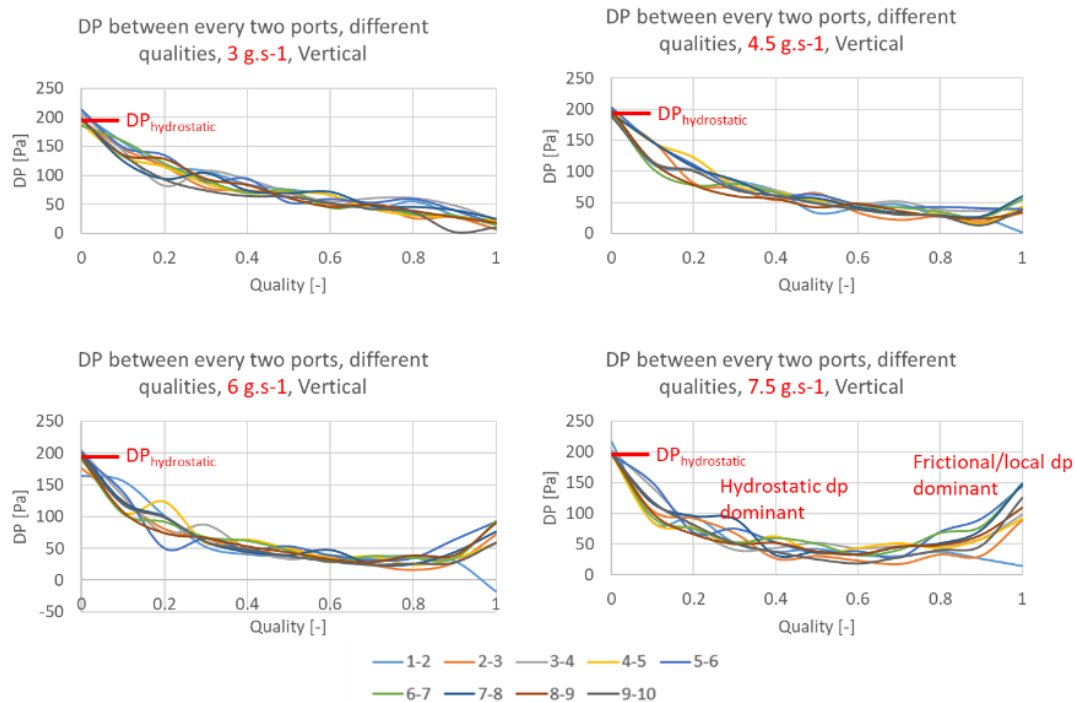 DP between every two ports, different
qualities, 3 g.s-1, Vertical
250
200
150
100
50
0
DP [Pa]
DPhydrostatic
0
0.2
0.4
0.6
0.8
1
Quality [-]
DP between every two ports, different
qualities, 4.5 g.s-1, Vertical
250
200
150
100
50
0
DP [Pa]
DPhydrostatic
0
0.2
0.4
0.6
0.8
1
Quality [-]
DP between every two ports, different
qualities, 6 g.s-1, Vertical
250
200
150
100
50
0
-50
DP [Pa]
DPhydrostatic
0
0.2
0.4
0.6
0.8
1
Quality [-]
DP between every two ports, different
qualities, 7.5 g.s-1, Vertical
250
200
150
100
50
0
DP [Pa]
DPhydrostatic
Hydrostatic dp
dominant
Frictional/local dp
dominant
0
0.2
0.4
0.6
0.8
1
Quality [-]
1-2 2-3 3-4 4-5 5-6
6-7 7-8 8-9 9-10